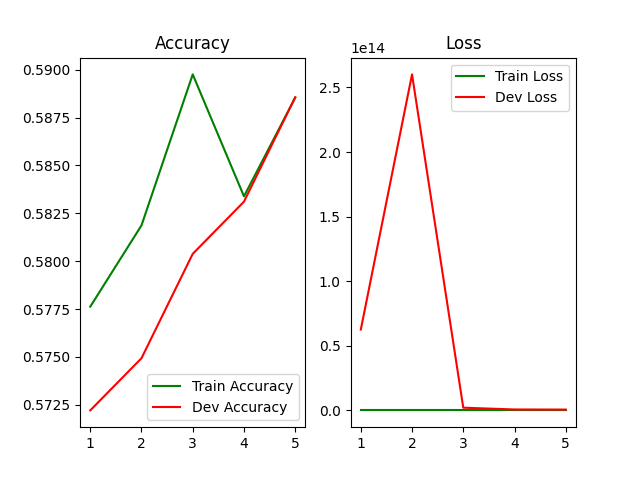 Accuracy
0.5900
0.5875
0.5850
0.5825
0.5800
0.5775
0.5750
0.5725
1 2 3 4 5
Train Accuracy
Dev Accuracy
Loss
1e14
2.5
2.0
1.5
1.0
0.5
0.0
1 2 3 4 5
Train Loss
Dev Loss